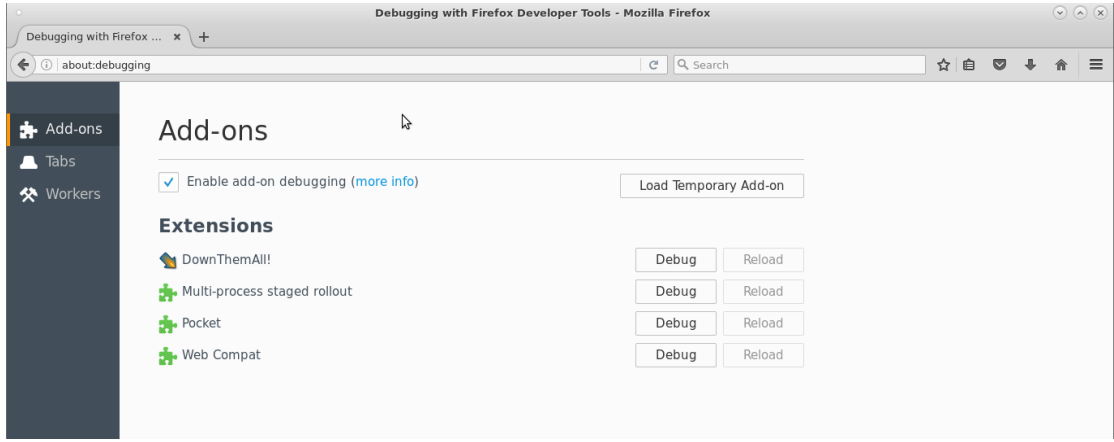 Debugging with Firefox Developer Tools - Mozilla Firefox
Debugging with Firefox ...
about:debugging
Search
Add-ons
Tabs
Workers
Add-ons
Enable add-on debugging (more info)
Load Temporary Add-on
Extensions
DownThemAll! Debug Reload
Multi-process staged rollout Debug Reload
Pocket Debug Reload
Web Compat Debug Reload